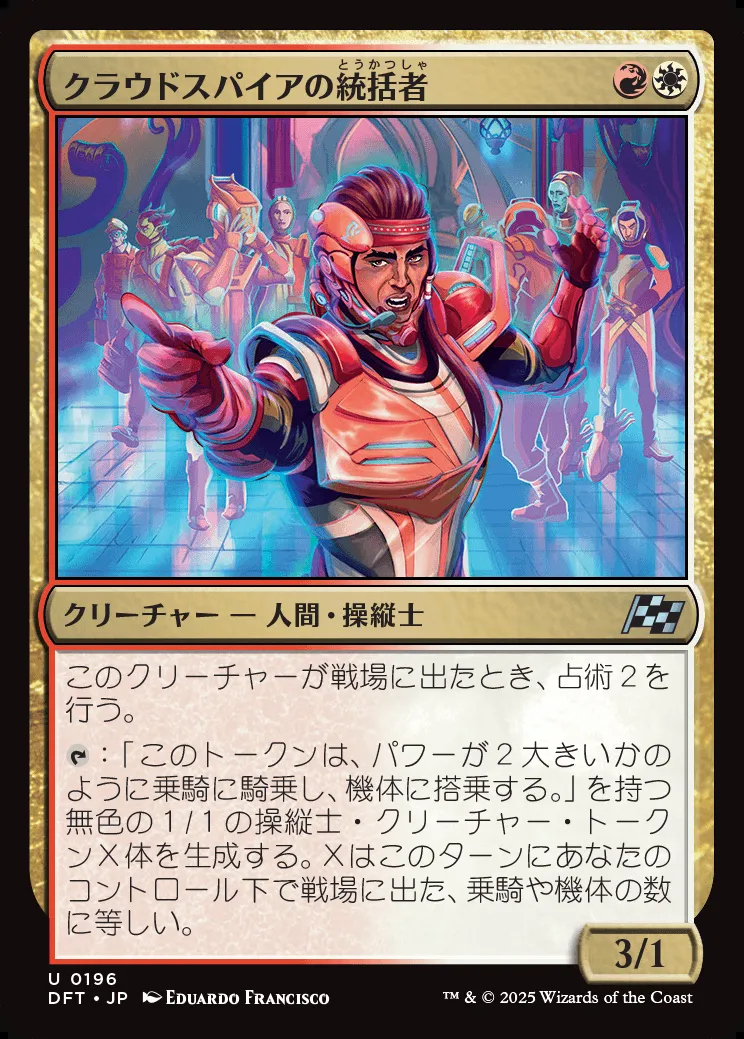 とうかつしゃ
クラウドスパイアの統括者
クリーチャー — 人間・操縦士
このクリーチャーが戦場に出たとき、占術２を
行う。
：「このトークンは、パワーが２大きいかの
ように乗騎に騎乗し、機体に搭乗する。」を持つ
無色の１/１の操縦士・クリーチャー・トーク
ンＸ体を生成する。Ｘはこのターンにあなたの
コントロール下で戦場に出た、乗騎や機体の数
に等しい。
3/1
U 0196
DFT • JP Eduardo Francisco
™ & © 2025 Wizards of the Coast